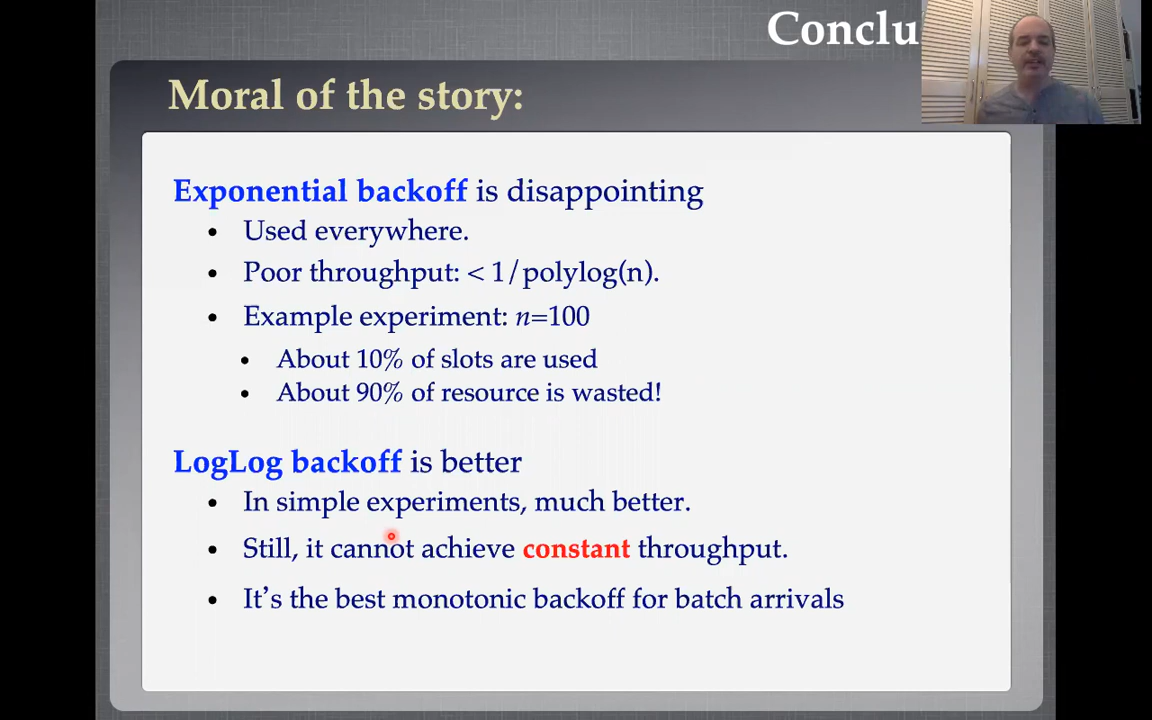 Conclu
Moral of the story:
Exponential backoff is disappointing
• Used everywhere.
• Poor throughput: < 1/polylog(n).
• Example experiment: n=100
• About 10% of slots are used
• About 90% of resource is wasted!
LogLog backoff is better
• In simple experiments, much better.
• Still, it cannot achieve constant throughput.
• It’s the best monotonic backoff for batch arrivals